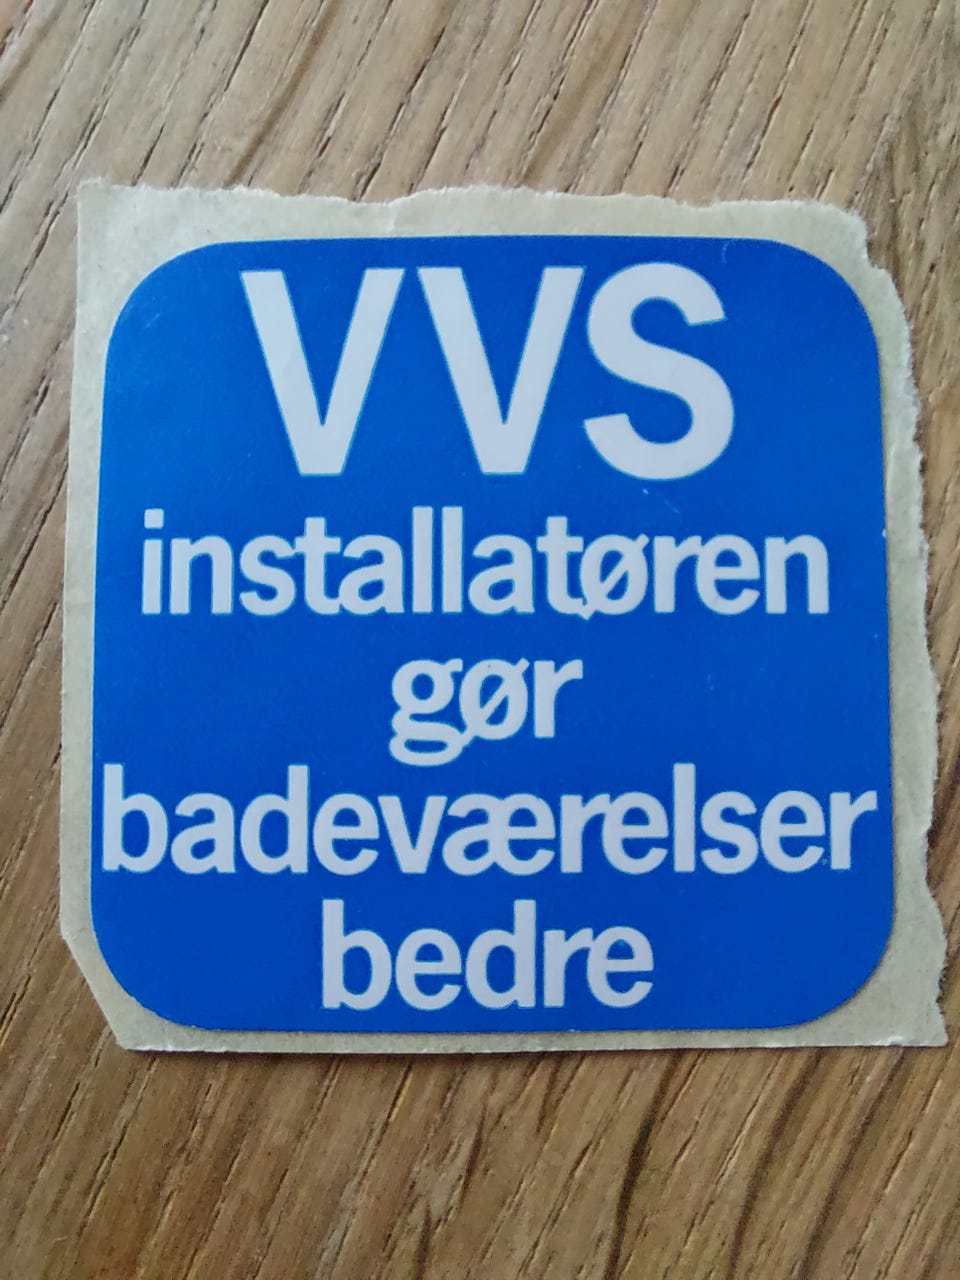 VVS
installatøren
gør
badeværelser
bedre